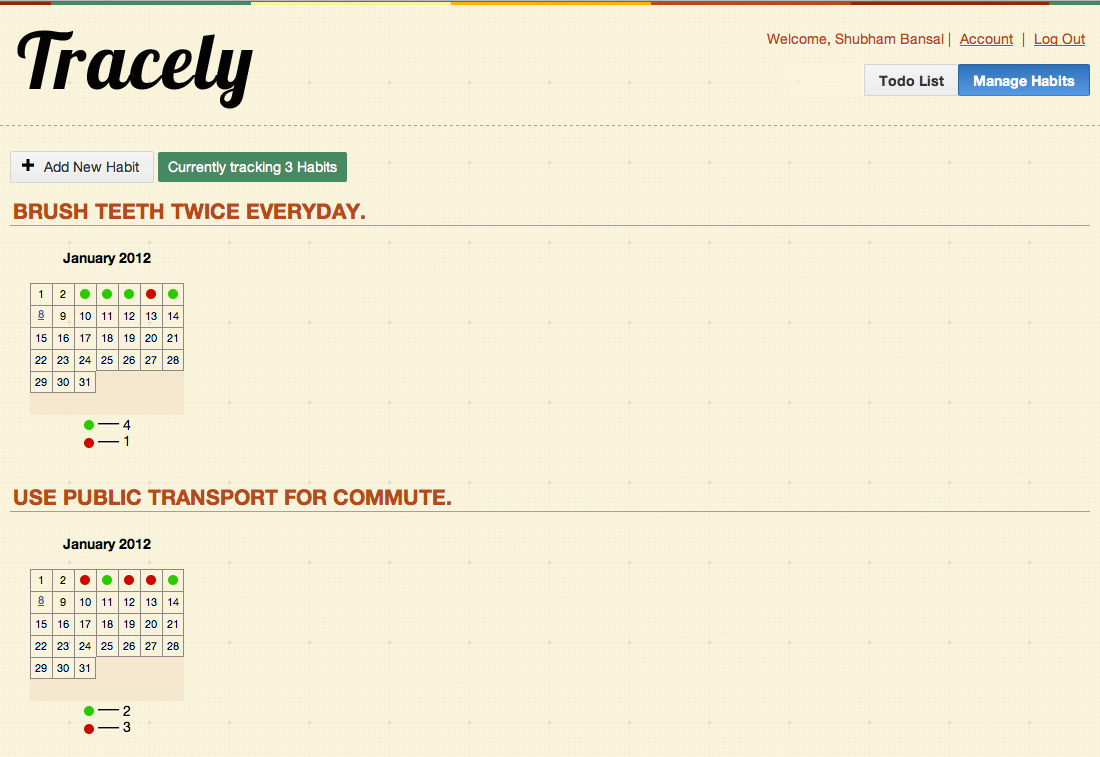 Tracely
Welcome, Shubham Bansal | Account | Log Out
Todo List Manage Habits
+ Add New Habit Currently tracking 3 Habits
BRUSH TEETH TWICE EVERYDAY.
January 2012
1 2
8 9 10 11 12 13 14
15 16 17 18 19 20 21
22 23 24 25 26 27 28
29 30 31
4
1
USE PUBLIC TRANSPORT FOR COMMUTE.
January 2012
1 2
8 9 10 11 12 13 14
15 16 17 18 19 20 21
22 23 24 25 26 27 28
29 30 31
2
3